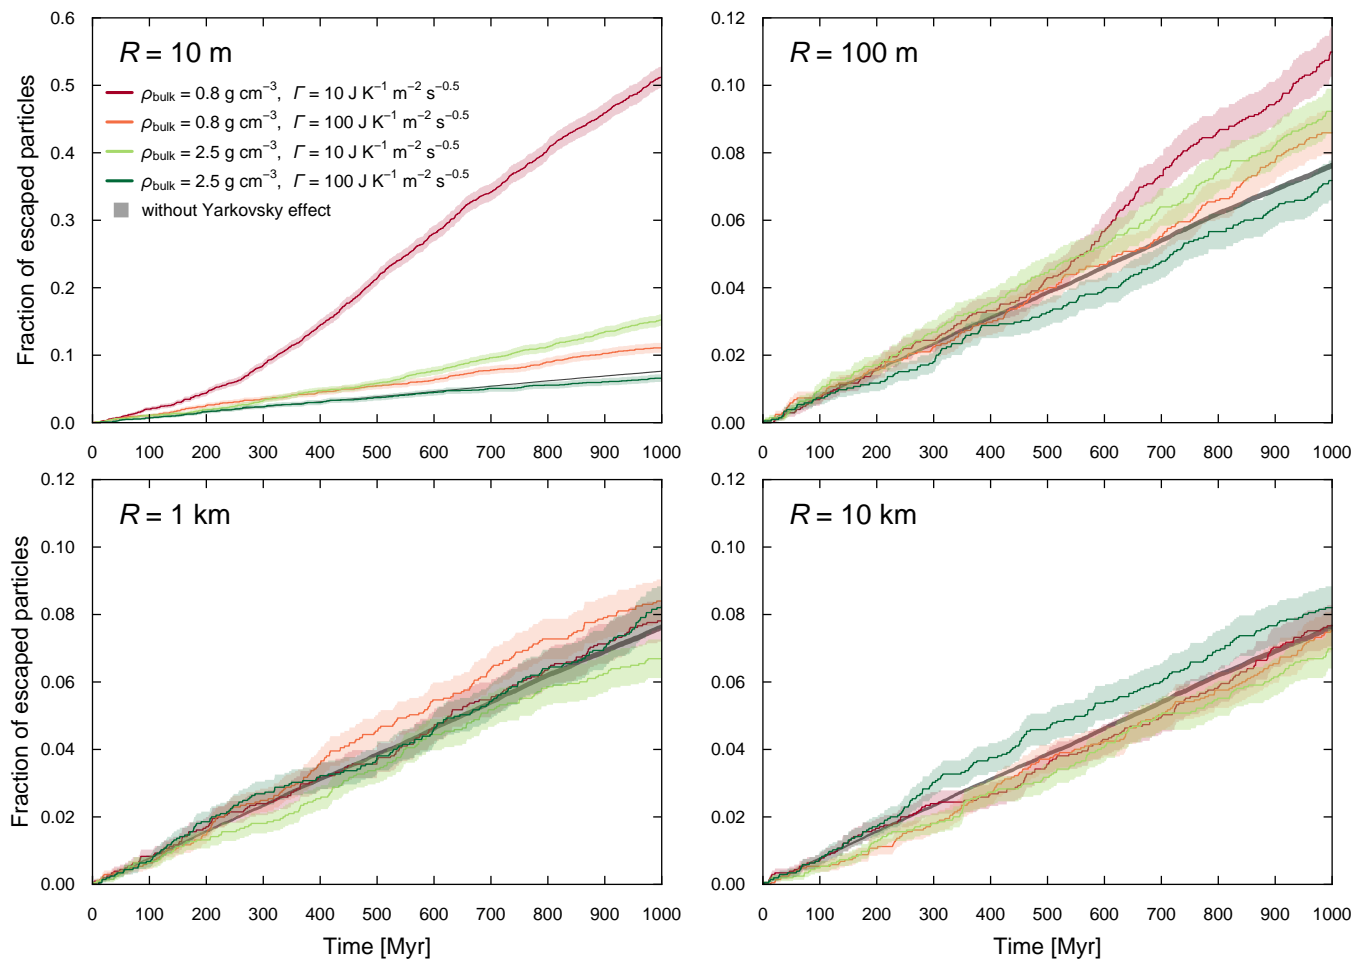 R = 10 m
ρbulk = 0.8 g cm⁻³, Γ = 10 J K⁻¹ m⁻² s⁻⁰·⁵
ρbulk = 0.8 g cm⁻³, Γ = 100 J K⁻¹ m⁻² s⁻⁰·⁵
ρbulk = 2.5 g cm⁻³, Γ = 10 J K⁻¹ m⁻² s⁻⁰·⁵
ρbulk = 2.5 g cm⁻³, Γ = 100 J K⁻¹ m⁻² s⁻⁰·⁵
without Yarkovsky effect
Fraction of escaped particles
0.6
0.5
0.4
0.3
0.2
0.1
0.0
0 100 200 300 400 500 600 700 800 900 1000
R = 100 m
0.12
0.10
0.08
0.06
0.04
0.02
0.00
0 100 200 300 400 500 600 700 800 900 1000
R = 1 km
Fraction of escaped particles
0.12
0.10
0.08
0.06
0.04
0.02
0.00
0 100 200 300 400 500 600 700 800 900 1000
Time [Myr]
R = 10 km
0.12
0.10
0.08
0.06
0.04
0.02
0.00
0 100 200 300 400 500 600 700 800 900 1000
Time [Myr]